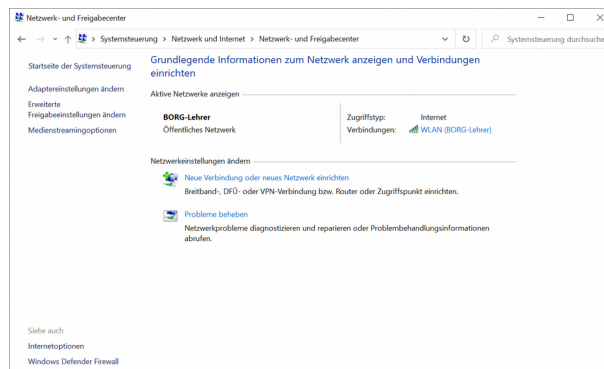 Netzwerk- und Freigabecenter
Systemsteuerung > Netzwerk und Internet > Netzwerk- und Freigabecenter
Systemsteuerung durchsuche
Startseite der Systemsteuerung
Adaptereinstellungen ändern
Erweiterte
Freigabeeinstellungen ändern
Medienstreamingoptionen
Grundlegende Informationen zum Netzwerk anzeigen und Verbindungen
einrichten
Aktive Netzwerke anzeigen
BORG-Lehrer
Öffentliches Netzwerk
Zugriffstyp: Internet
Verbindungen: WLAN (BORG-Lehrer)
Netzwerkeinstellungen ändern
Neue Verbindung oder neues Netzwerk einrichten
Breitband-, DFÜ- oder VPN-Verbindung bzw. Router oder Zugriffspunkt einrichten.
Probleme beheben
Netzwerkprobleme diagnostizieren und reparieren oder Problembehandlungsinformationen
abrufen.
Siehe auch
Internetoptionen
Windows Defender Firewall